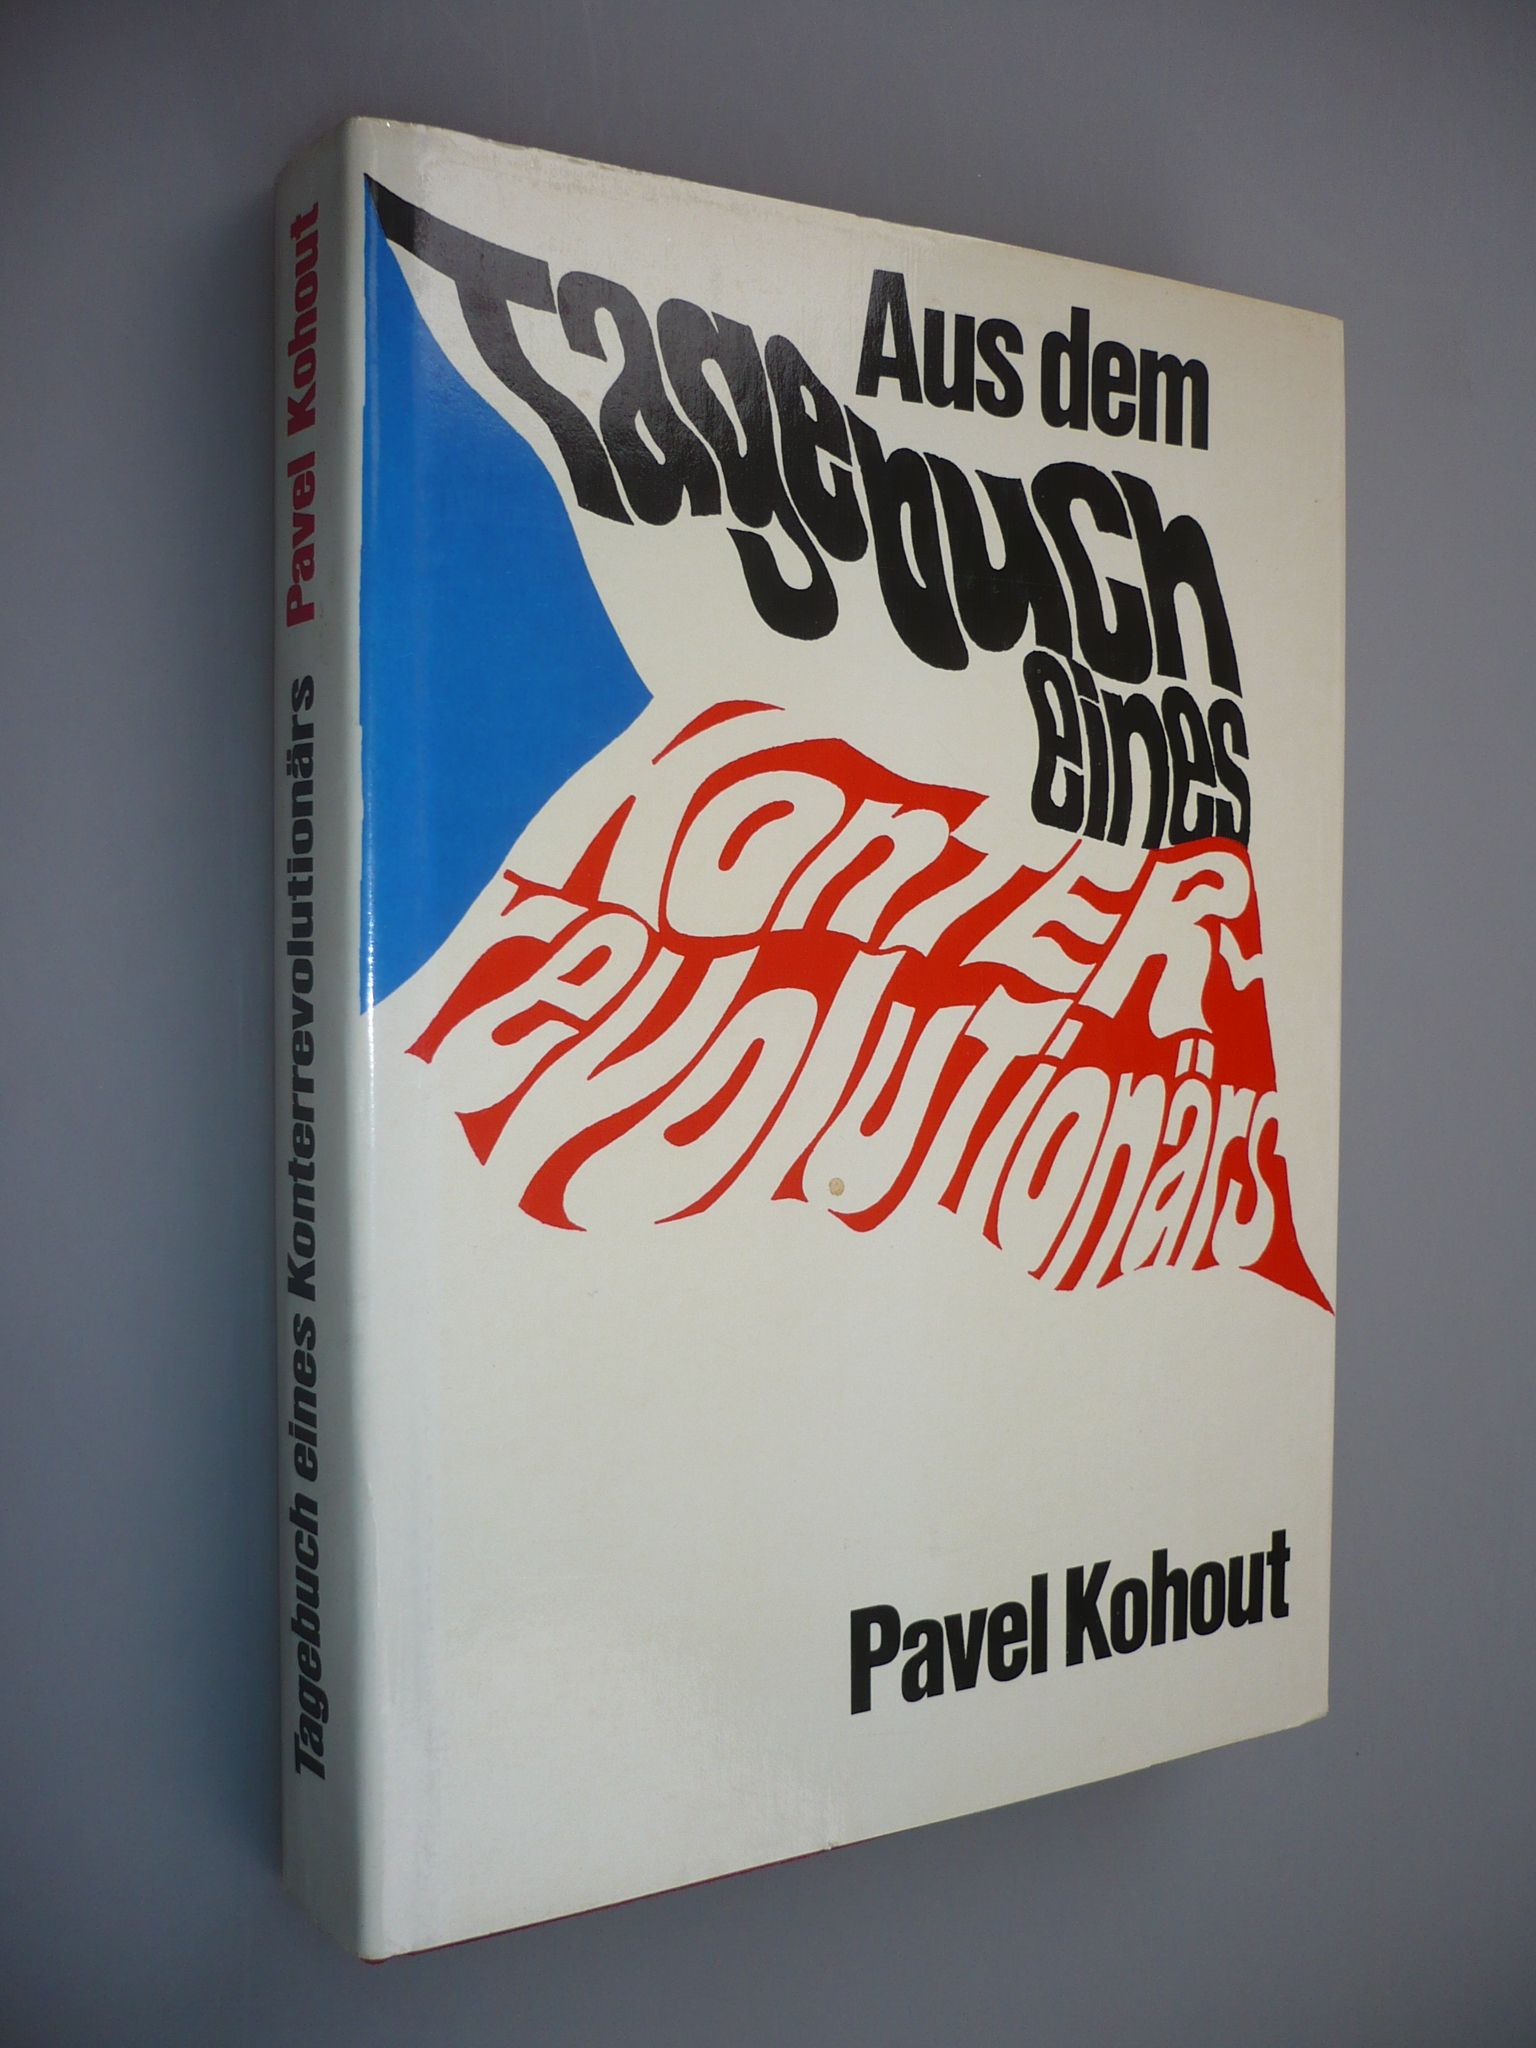 Aus dem
Tagebuch
eines
KONTER-
revolutionärs
Pavel Kohout
Tagebuch eines Konterrevolutionärs Pavel Kohout